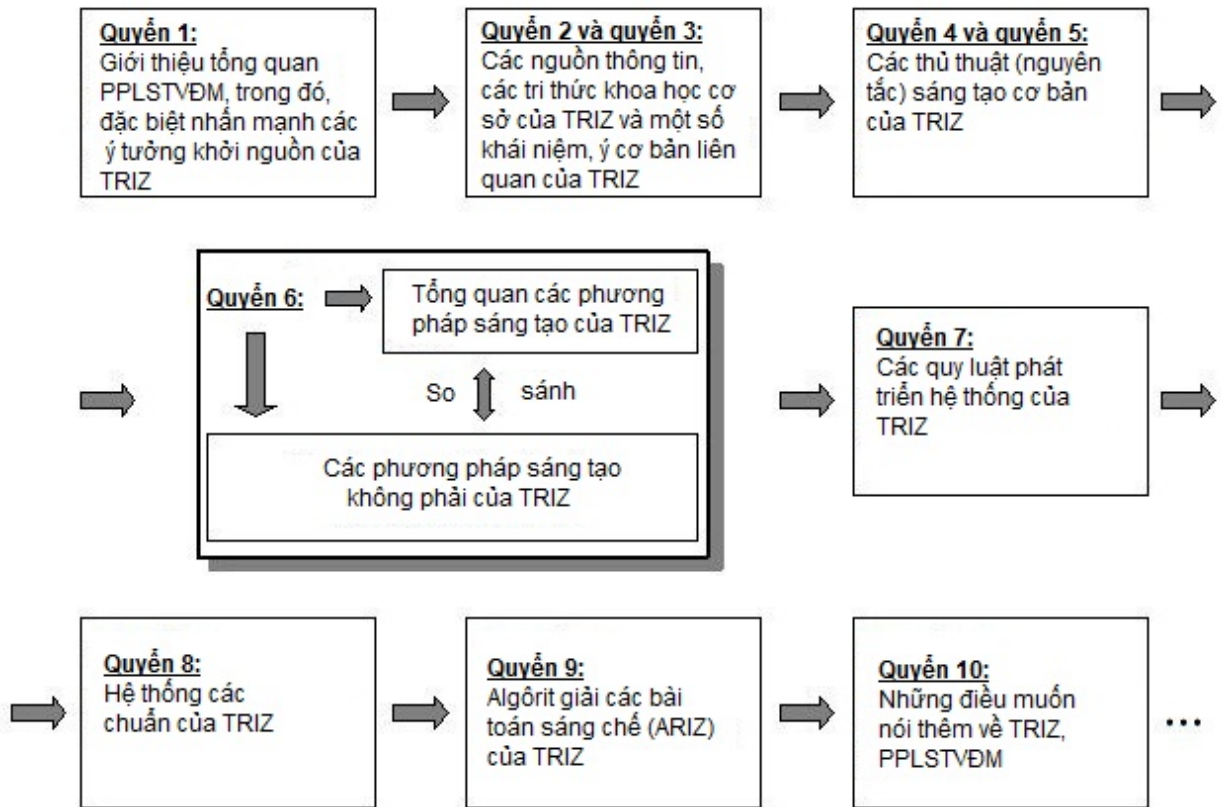 Quyển 1:
Giới thiệu tổng quan
PPLSTVĐM, trong đó,
đặc biệt nhấn mạnh các
ý tưởng khởi nguồn của
TRIZ
Quyển 2 và quyển 3:
Các nguồn thông tin,
các tri thức khoa học cơ
sở của TRIZ và một số
khái niệm, ý cơ bản liên
quan của TRIZ
Quyển 4 và quyển 5:
Các thủ thuật (nguyên
tắc) sáng tạo cơ bản
của TRIZ
Quyển 6:
Tổng quan các phương
pháp sáng tạo của TRIZ
So sánh
Các phương pháp sáng tạo
không phải của TRIZ
Quyển 7:
Các quy luật phát
triển hệ thống của
TRIZ
Quyển 8:
Hệ thống các
chuẩn của TRIZ
Quyển 9:
Algôrit giải các bài
toán sáng chế (ARIZ)
của TRIZ
Quyển 10:
Những điều muốn
nói thêm về TRIZ,
PPLSTVĐM
...